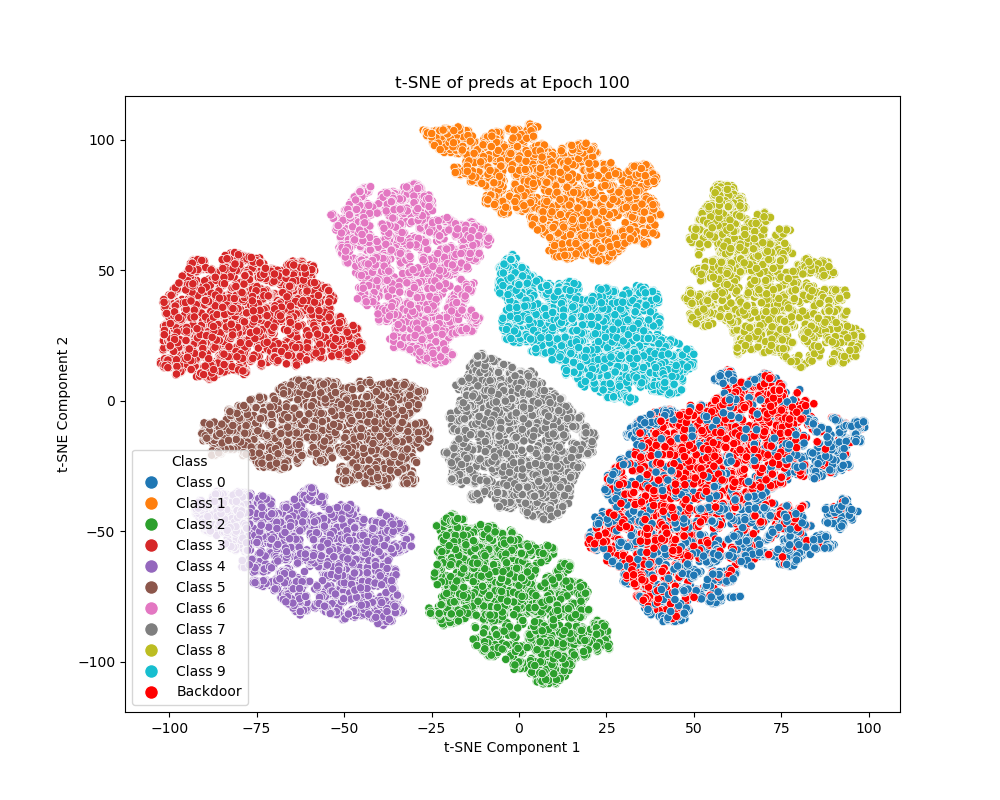 t-SNE of preds at Epoch 100
t-SNE Component 2
100
50
0
−50
−100
Class
Class 0
Class 1
Class 2
Class 3
Class 4
Class 5
Class 6
Class 7
Class 8
Class 9
Backdoor
−100 −75 −50 −25 0 25 50 75 100
t-SNE Component 1